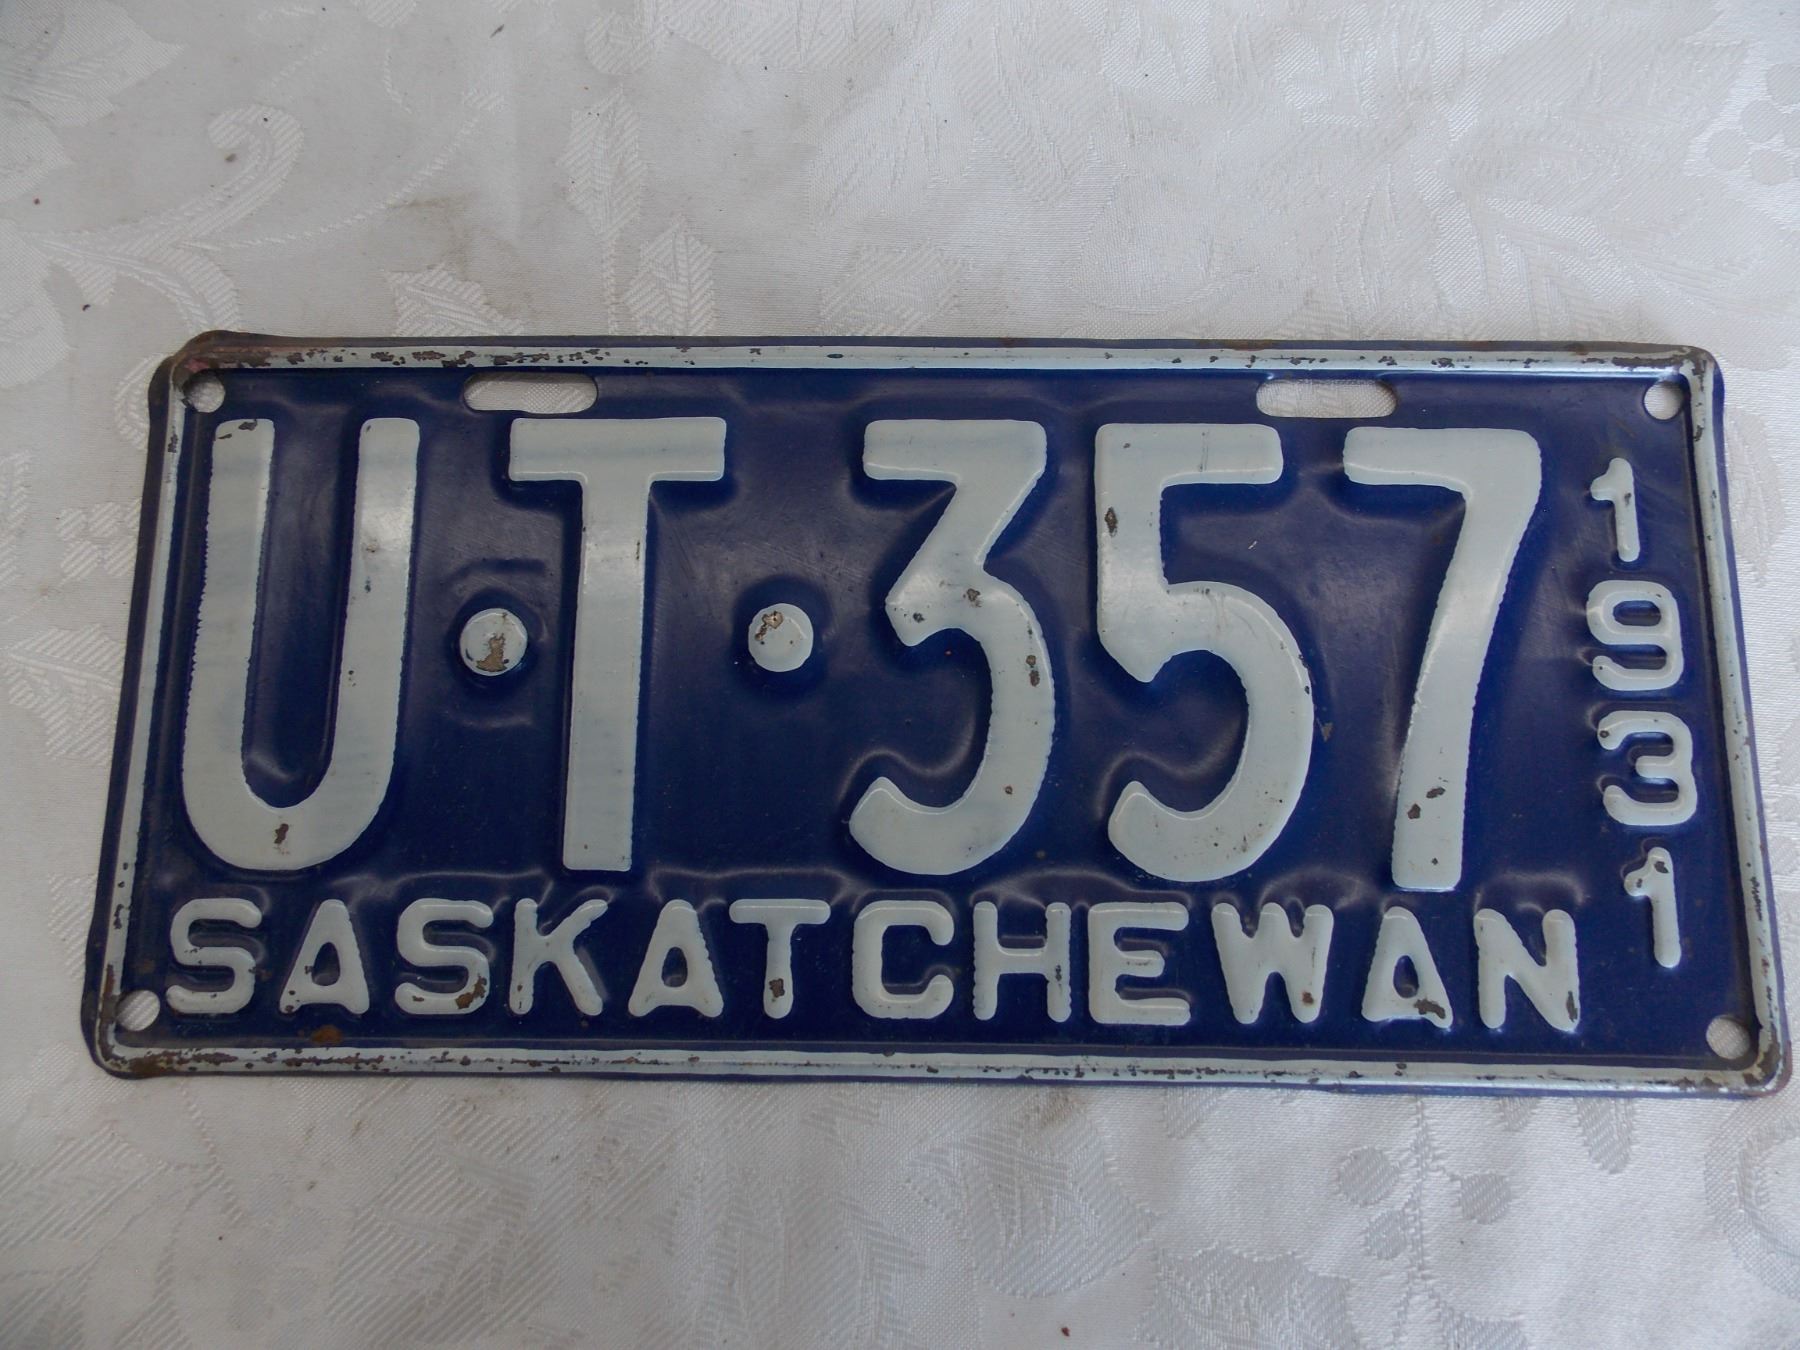 U·T·357
1931
SASKATCHEWAN